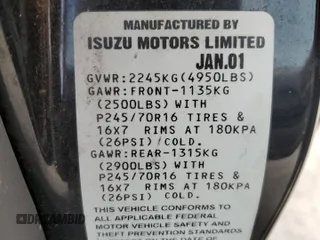 MANUFACTURED BY
ISUZU MOTORS LIMITED
JAN.01
GVWR:2245KG(4950LBS)
GAWR:FRONT-1135KG
(2500LBS) WITH
P245/70R16 TIRES &
16X7 RIMS AT 180KPA
(26PSI)/COLD.
GAWR:REAR-1315KG
(2900LBS) WITH
P245/70R16 TIRES &
16X7 RIMS AT 180KPA
(26PSI)/COLD.
THIS VEHICLE CONFORMS TO
ALL APPLICABLE FEDERAL
MOTOR VEHICLE SAFETY AND
THEFT PREVENTION STANDARDS